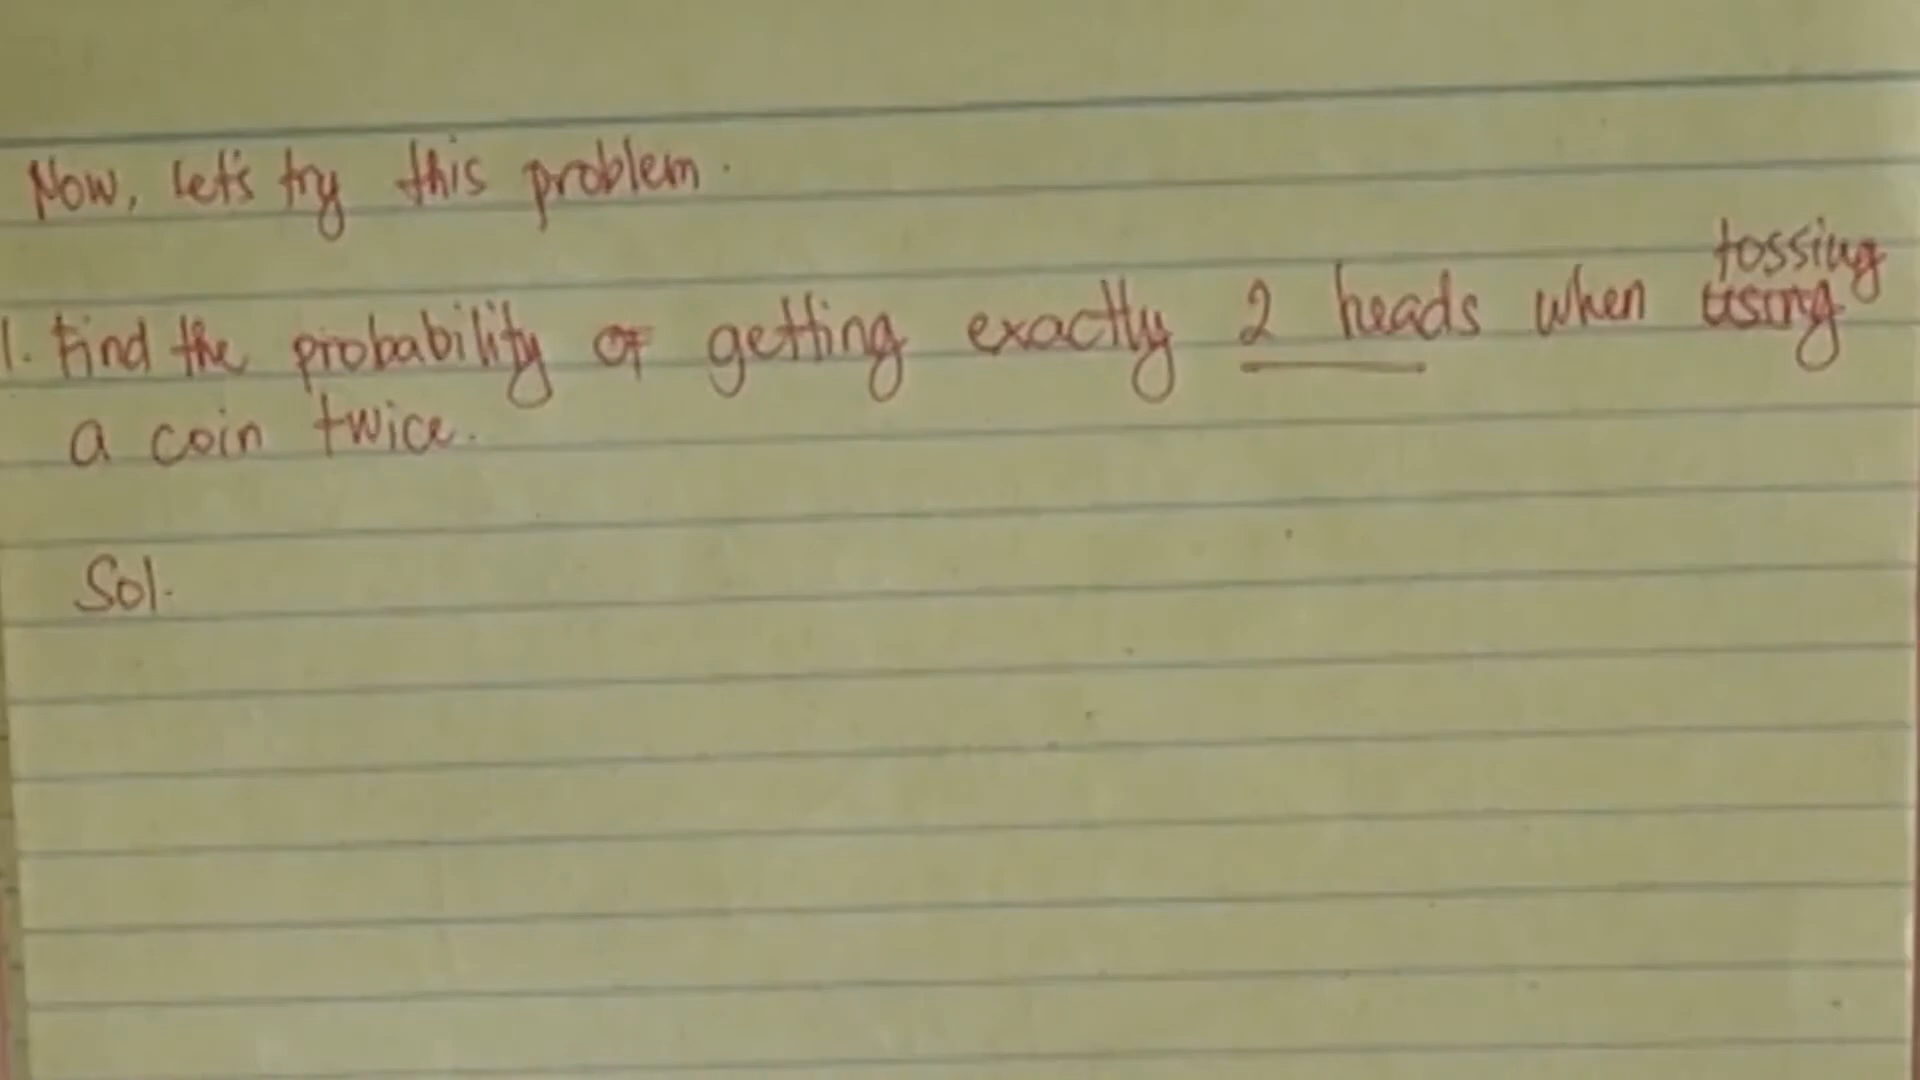 Now, let's try this problem.
tossing
1. Find the probability of getting exactly 2 heads when using
a coin twice.
Sol.